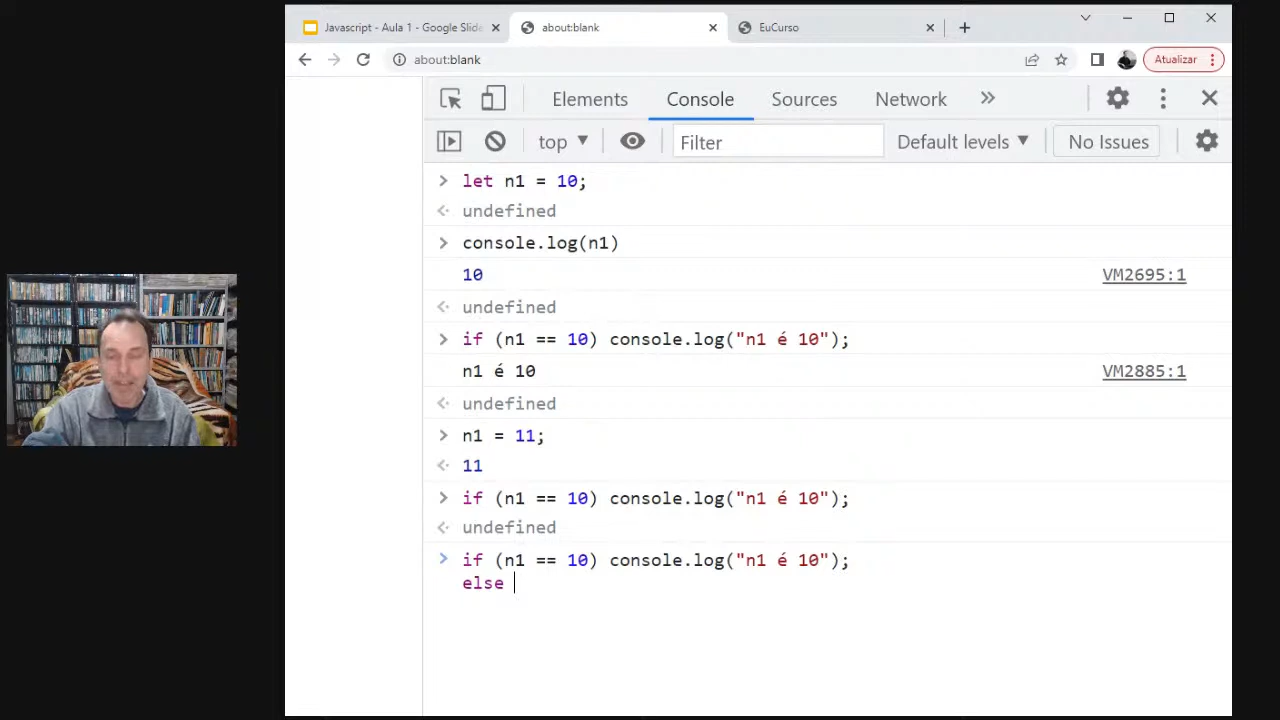 Javascript - Aula 1 - Google Slide
about:blank
EuCurso
about:blank
Atualizar
Elements
Console
Sources
Network
top
Filter
Default levels
No Issues
> let n1 = 10;
undefined
> console.log(n1)
10 VM2695:1
undefined
> if (n1 == 10) console.log("n1 é 10");
n1 é 10 VM2885:1
undefined
> n1 = 11;
11
> if (n1 == 10) console.log("n1 é 10");
undefined
> if (n1 == 10) console.log("n1 é 10");
else